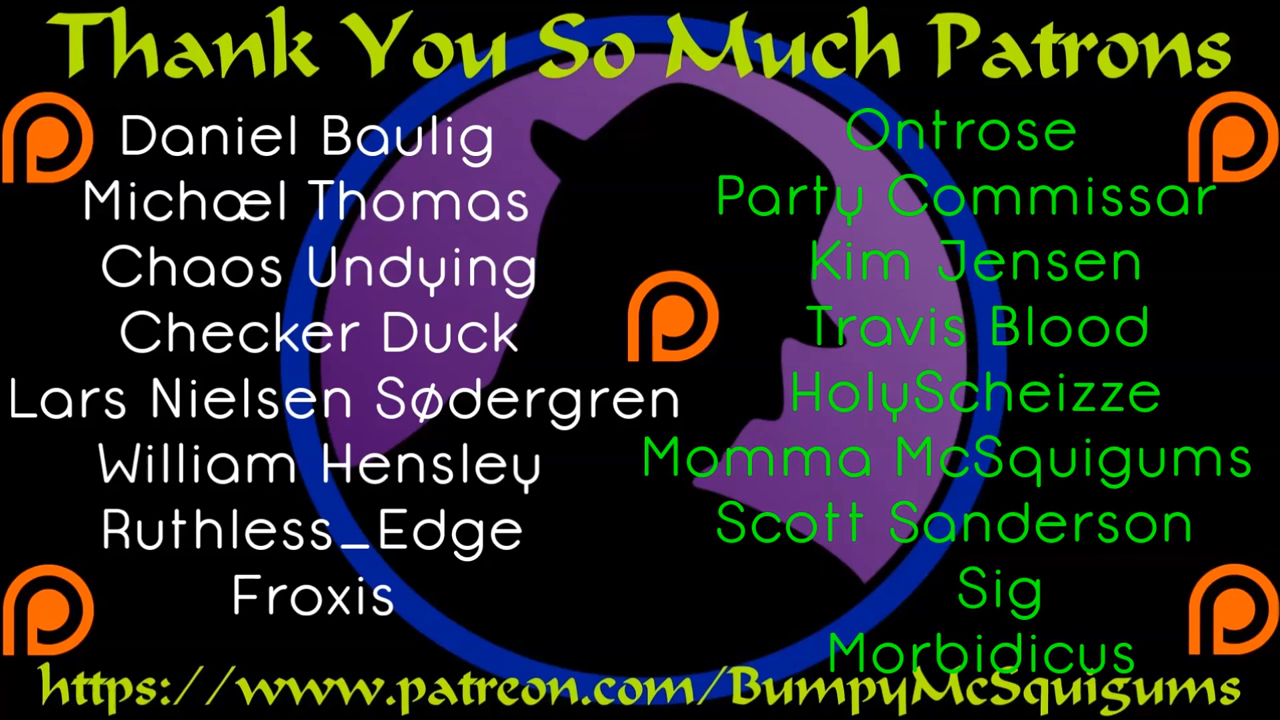 Thank You So Much Patrons
Daniel Baulig
Michæl Thomas
Chaos Undying
Checker Duck
Lars Nielsen Sødergren
William Hensley
Ruthless_Edge
Froxis
Ontrose
Party Commissar
Kim Jensen
Travis Blood
HolyScheizze
Momma McSquigums
Scott Sanderson
Sig
Morbidicus
https://www.patreon.com/BumpyMcSquigums